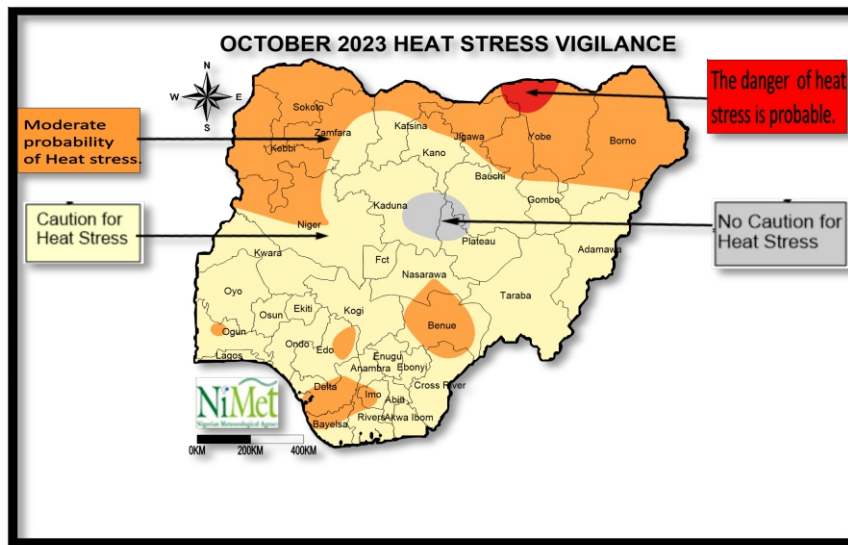 OCTOBER 2023 HEAT STRESS VIGILANCE
N
W E
S
The danger of heat
stress is probable.
Moderate
probability
of Heat stress.
Caution for
Heat Stress
No Caution for
Heat Stress
Sokoto
Zamfara
Kebbi
Katsina
Kano
Jigawa
Yobe
Borno
Bauchi
Gombe
Kaduna
Niger
Plateau
Adamawa
Kwara
Fct
Nasarawa
Taraba
Oyo
Kogi
Benue
Ekiti
Osun
Ogun
Ondo
Edo
Lagos
Enugu
Anambra
Ebonyi
Cross River
Delta
Imo
Abia
Bayelsa
Rivers
Akwa Ibom
NiMet
Nigerian Meteorological Agency
0KM 200KM 400KM